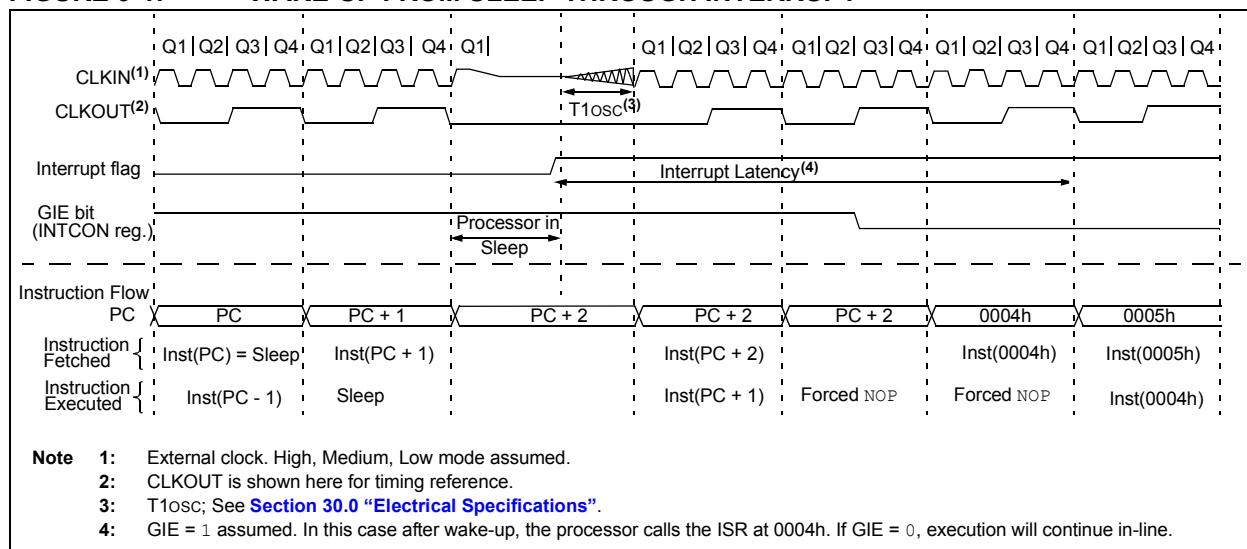 Q1 Q2 Q3 Q4 Q1 Q2 Q3 Q4 Q1 Q1 Q2 Q3 Q4 Q1 Q2 Q3 Q4 Q1 Q2 Q3 Q4 Q1 Q2 Q3 Q4
CLKIN(1)
T1OSC(3)
CLKOUT(2)
Interrupt flag
Interrupt Latency(4)
GIE bit
(INTCON reg.)
Processor in
Sleep
Instruction Flow
PC PC PC + 1 PC + 2 PC + 2 PC + 2 0004h 0005h
Instruction
Fetched
Inst(PC) = Sleep Inst(PC + 1) Inst(PC + 2) Inst(0004h) Inst(0005h)
Instruction
Executed
Inst(PC - 1) Sleep Inst(PC + 1) Forced NOP Forced NOP Inst(0004h)
Note 1: External clock. High, Medium, Low mode assumed.
2: CLKOUT is shown here for timing reference.
3: T1OSC; See Section 30.0 “Electrical Specifications”.
4: GIE = 1 assumed. In this case after wake-up, the processor calls the ISR at 0004h. If GIE = 0, execution will continue in-line.